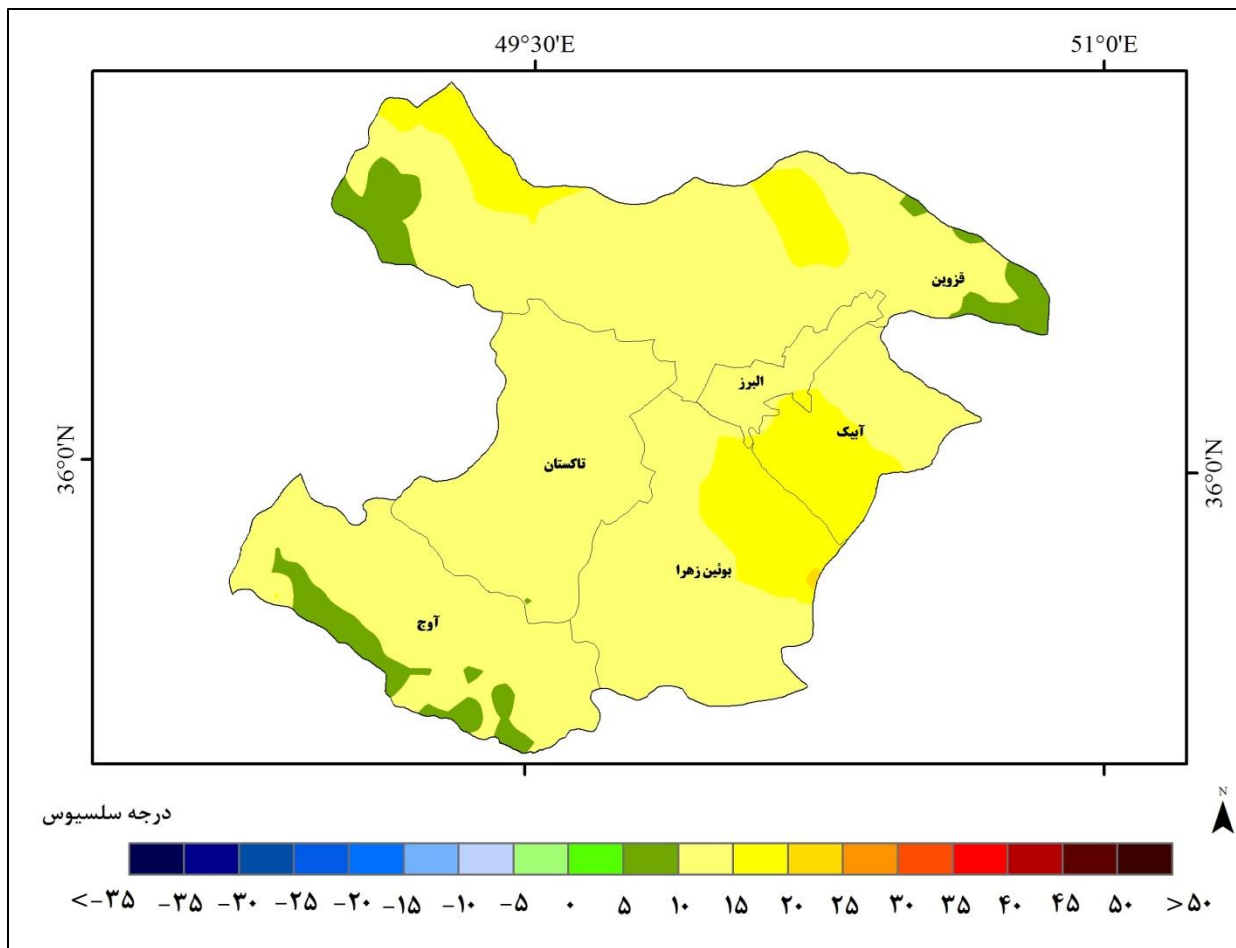 49°30'E 51°0'E
قزوین
البرز
آبیک
36°0'N 36°0'N
تاکستان
بوئین زهرا
آوج
N
درجه سلسیوس
<-۳۵ -۳۵ -۳۰ -۲۵ -۲۰ -۱۵ -۱۰ -۵ ۰ ۵ ۱۰ ۱۵ ۲۰ ۲۵ ۳۰ ۳۵ ۴۰ ۴۵ ۵۰ >۵۰